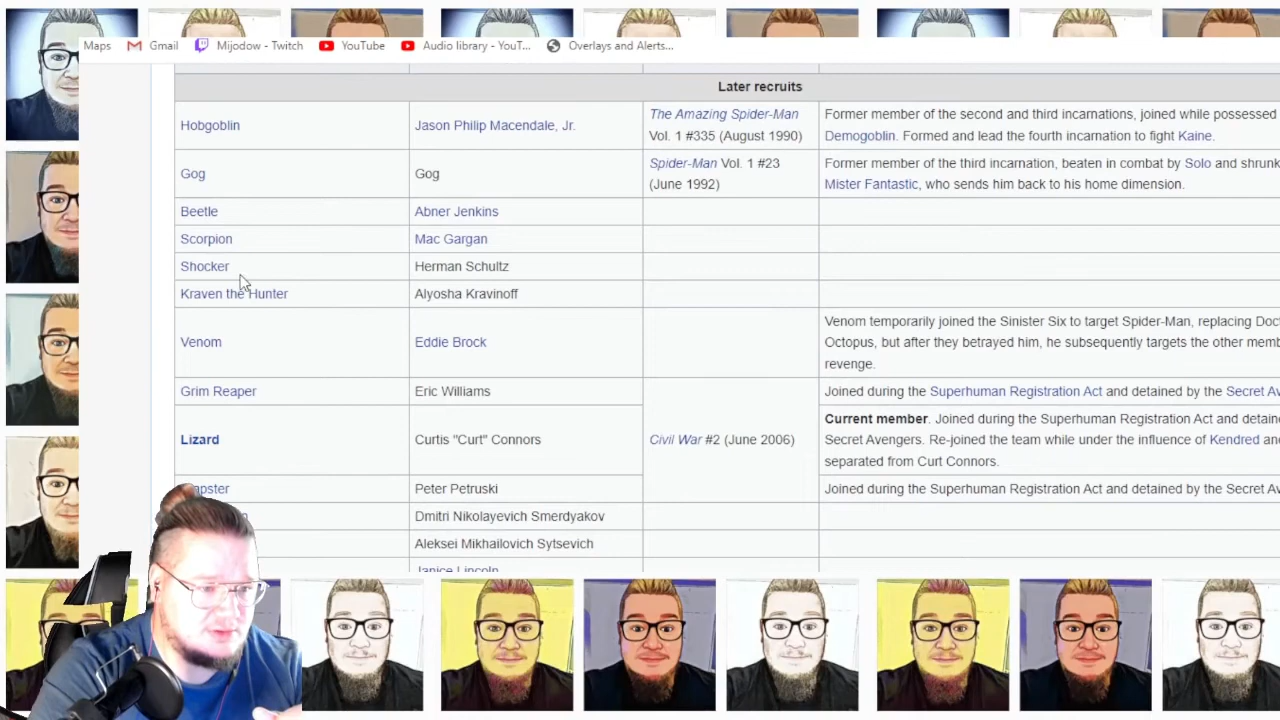 Maps Gmail Mijodow - Twitch YouTube Audio library - YouT... Overlays and Alerts...
Later recruits
Hobgoblin Jason Philip Macendale, Jr. The Amazing Spider-Man Vol. 1 #335 (August 1990) Former member of the second and third incarnations, joined while possessed
Demogoblin. Formed and lead the fourth incarnation to fight Kaine.
Gog Gog Spider-Man Vol. 1 #23 (June 1992) Former member of the third incarnation, beaten in combat by Solo and shrunk
Mister Fantastic, who sends him back to his home dimension.
Beetle Abner Jenkins
Scorpion Mac Gargan
Shocker Herman Schultz
Kraven the Hunter Alyosha Kravinoff
Venom Eddie Brock Venom temporarily joined the Sinister Six to target Spider-Man, replacing Doct
Octopus, but after they betrayed him, he subsequently targets the other memb
revenge.
Grim Reaper Eric Williams Joined during the Superhuman Registration Act and detained by the Secret Av
Lizard Curtis "Curt" Connors Civil War #2 (June 2006) Current member. Joined during the Superhuman Registration Act and detaine
Secret Avengers. Re-joined the team while under the influence of Kendred and
separated from Curt Connors.
apster Peter Petruski Joined during the Superhuman Registration Act and detained by the Secret Av
Dmitri Nikolayevich Smerdyakov
Aleksei Mikhailovich Sytsevich
Janice Lincoln